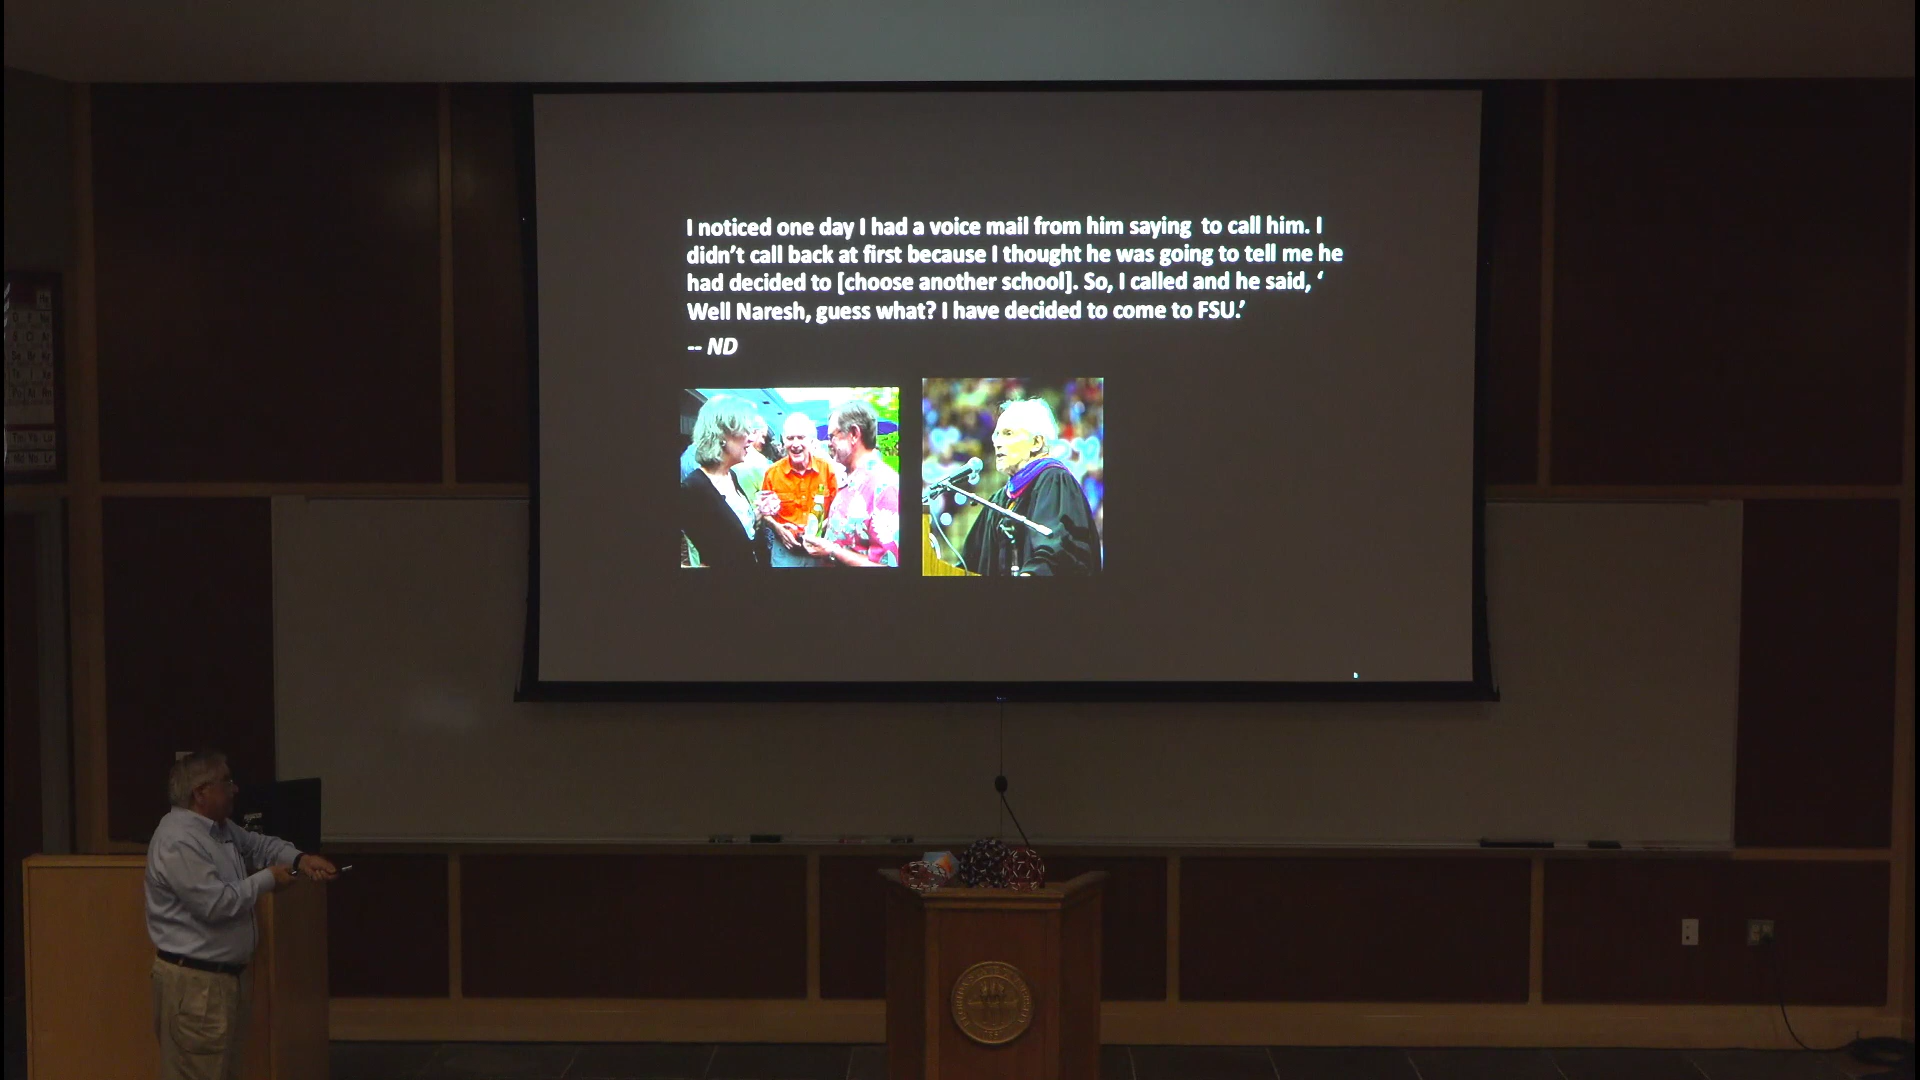 I noticed one day I had a voice mail from him saying  to call him. I
didn’t call back at first because I thought he was going to tell me he
had decided to [choose another school]. So, I called and he said, ‘
Well Naresh, guess what? I have decided to come to FSU.’
-- ND